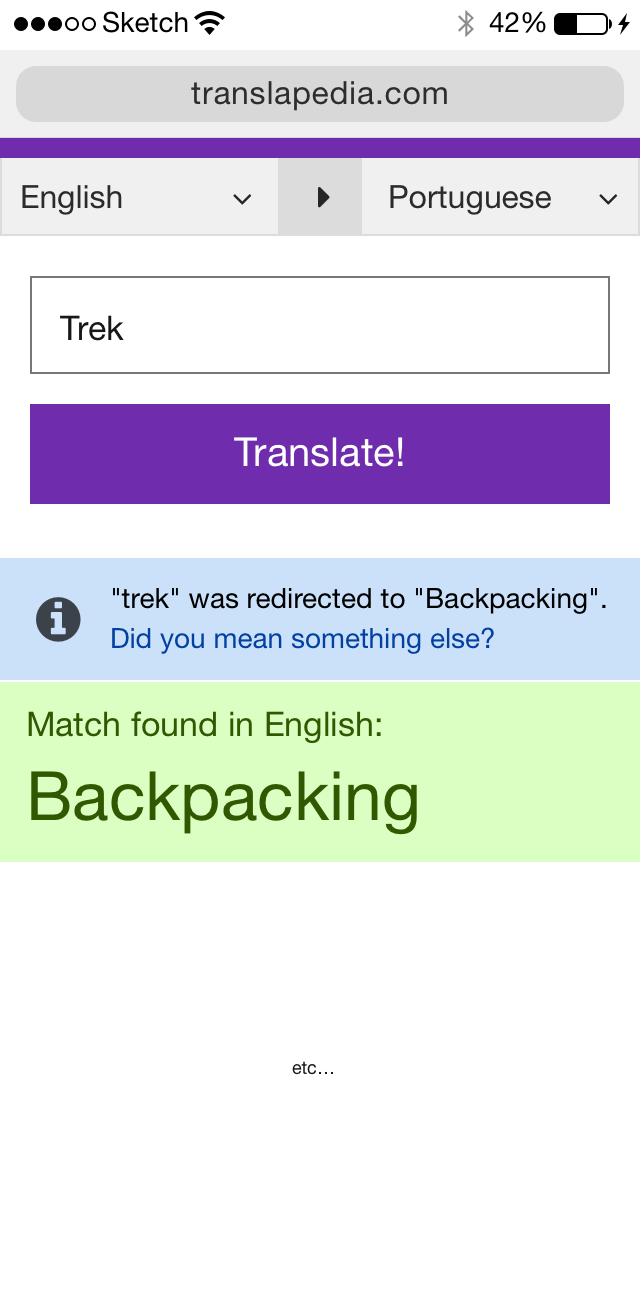 Sketch 42%
translapedia.com
English Portuguese
Trek
Translate!
"trek" was redirected to "Backpacking".
Did you mean something else?
Match found in English:
Backpacking
etc...